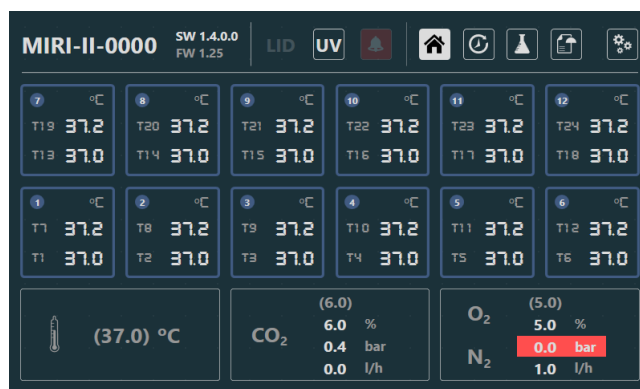 MIRI-II-0000 SW 1.4.0.0 LID UV
FW 1.25
7 °C 8 °C 9 °C 10 °C 11 °C 12 °C
T19 37.2 T20 37.2 T21 37.2 T22 37.2 T23 37.2 T24 37.2
T13 37.0 T14 37.0 T15 37.0 T16 37.0 T17 37.0 T18 37.0
1 °C 2 °C 3 °C 4 °C 5 °C 6 °C
T7 37.2 T8 37.2 T9 37.2 T10 37.2 T11 37.2 T12 37.2
T1 37.0 T2 37.0 T3 37.0 T4 37.0 T5 37.0 T6 37.0
(37.0) °C
CO2
(6.0)
6.0 %
0.4 bar
0.0 l/h
O2
N2
(5.0)
5.0 %
0.0 bar
1.0 l/h